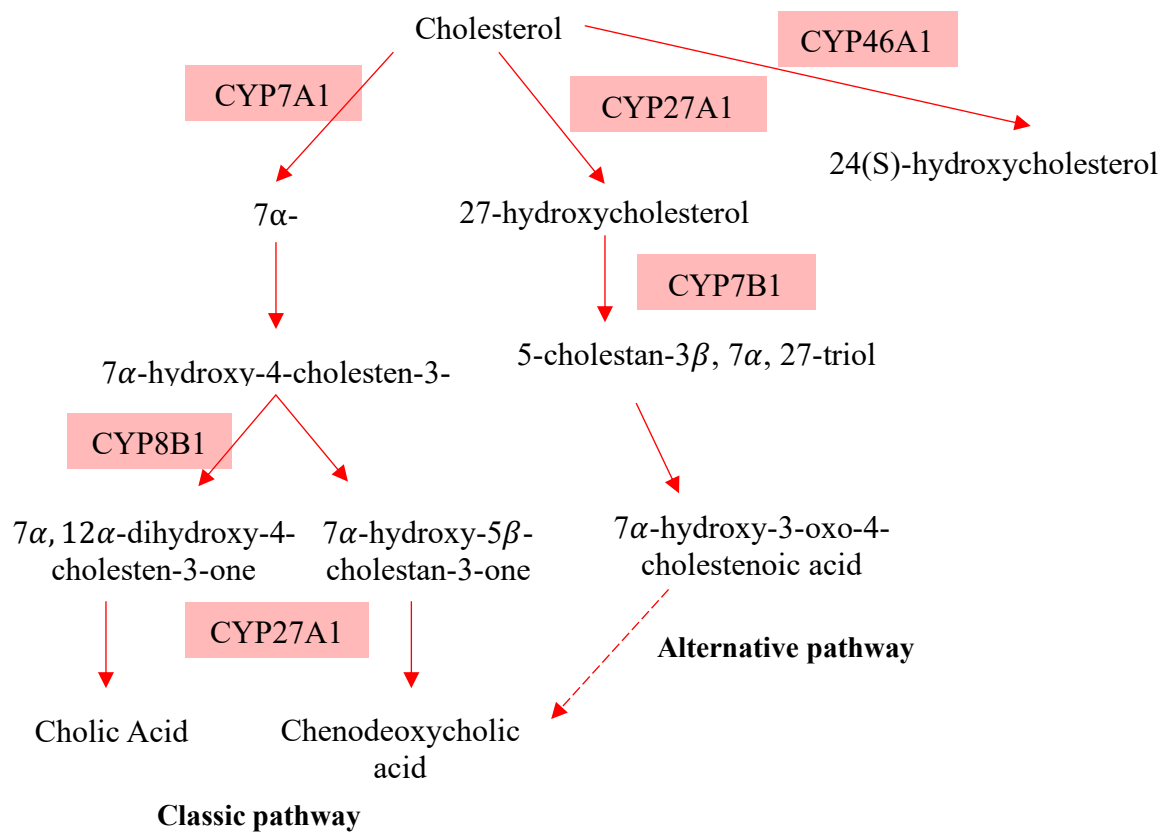 Cholesterol
CYP46A1
CYP7A1
CYP27A1
24(S)-hydroxycholesterol
7α-
27-hydroxycholesterol
CYP7B1
5-cholestan-3β, 7α, 27-triol
7α-hydroxy-4-cholesten-3-
CYP8B1
7α, 12α-dihydroxy-4-
cholesten-3-one
7α-hydroxy-5β-
cholestan-3-one
7α-hydroxy-3-oxo-4-
cholestenoic acid
CYP27A1
Alternative pathway
Cholic Acid
Chenodeoxycholic
acid
Classic pathway